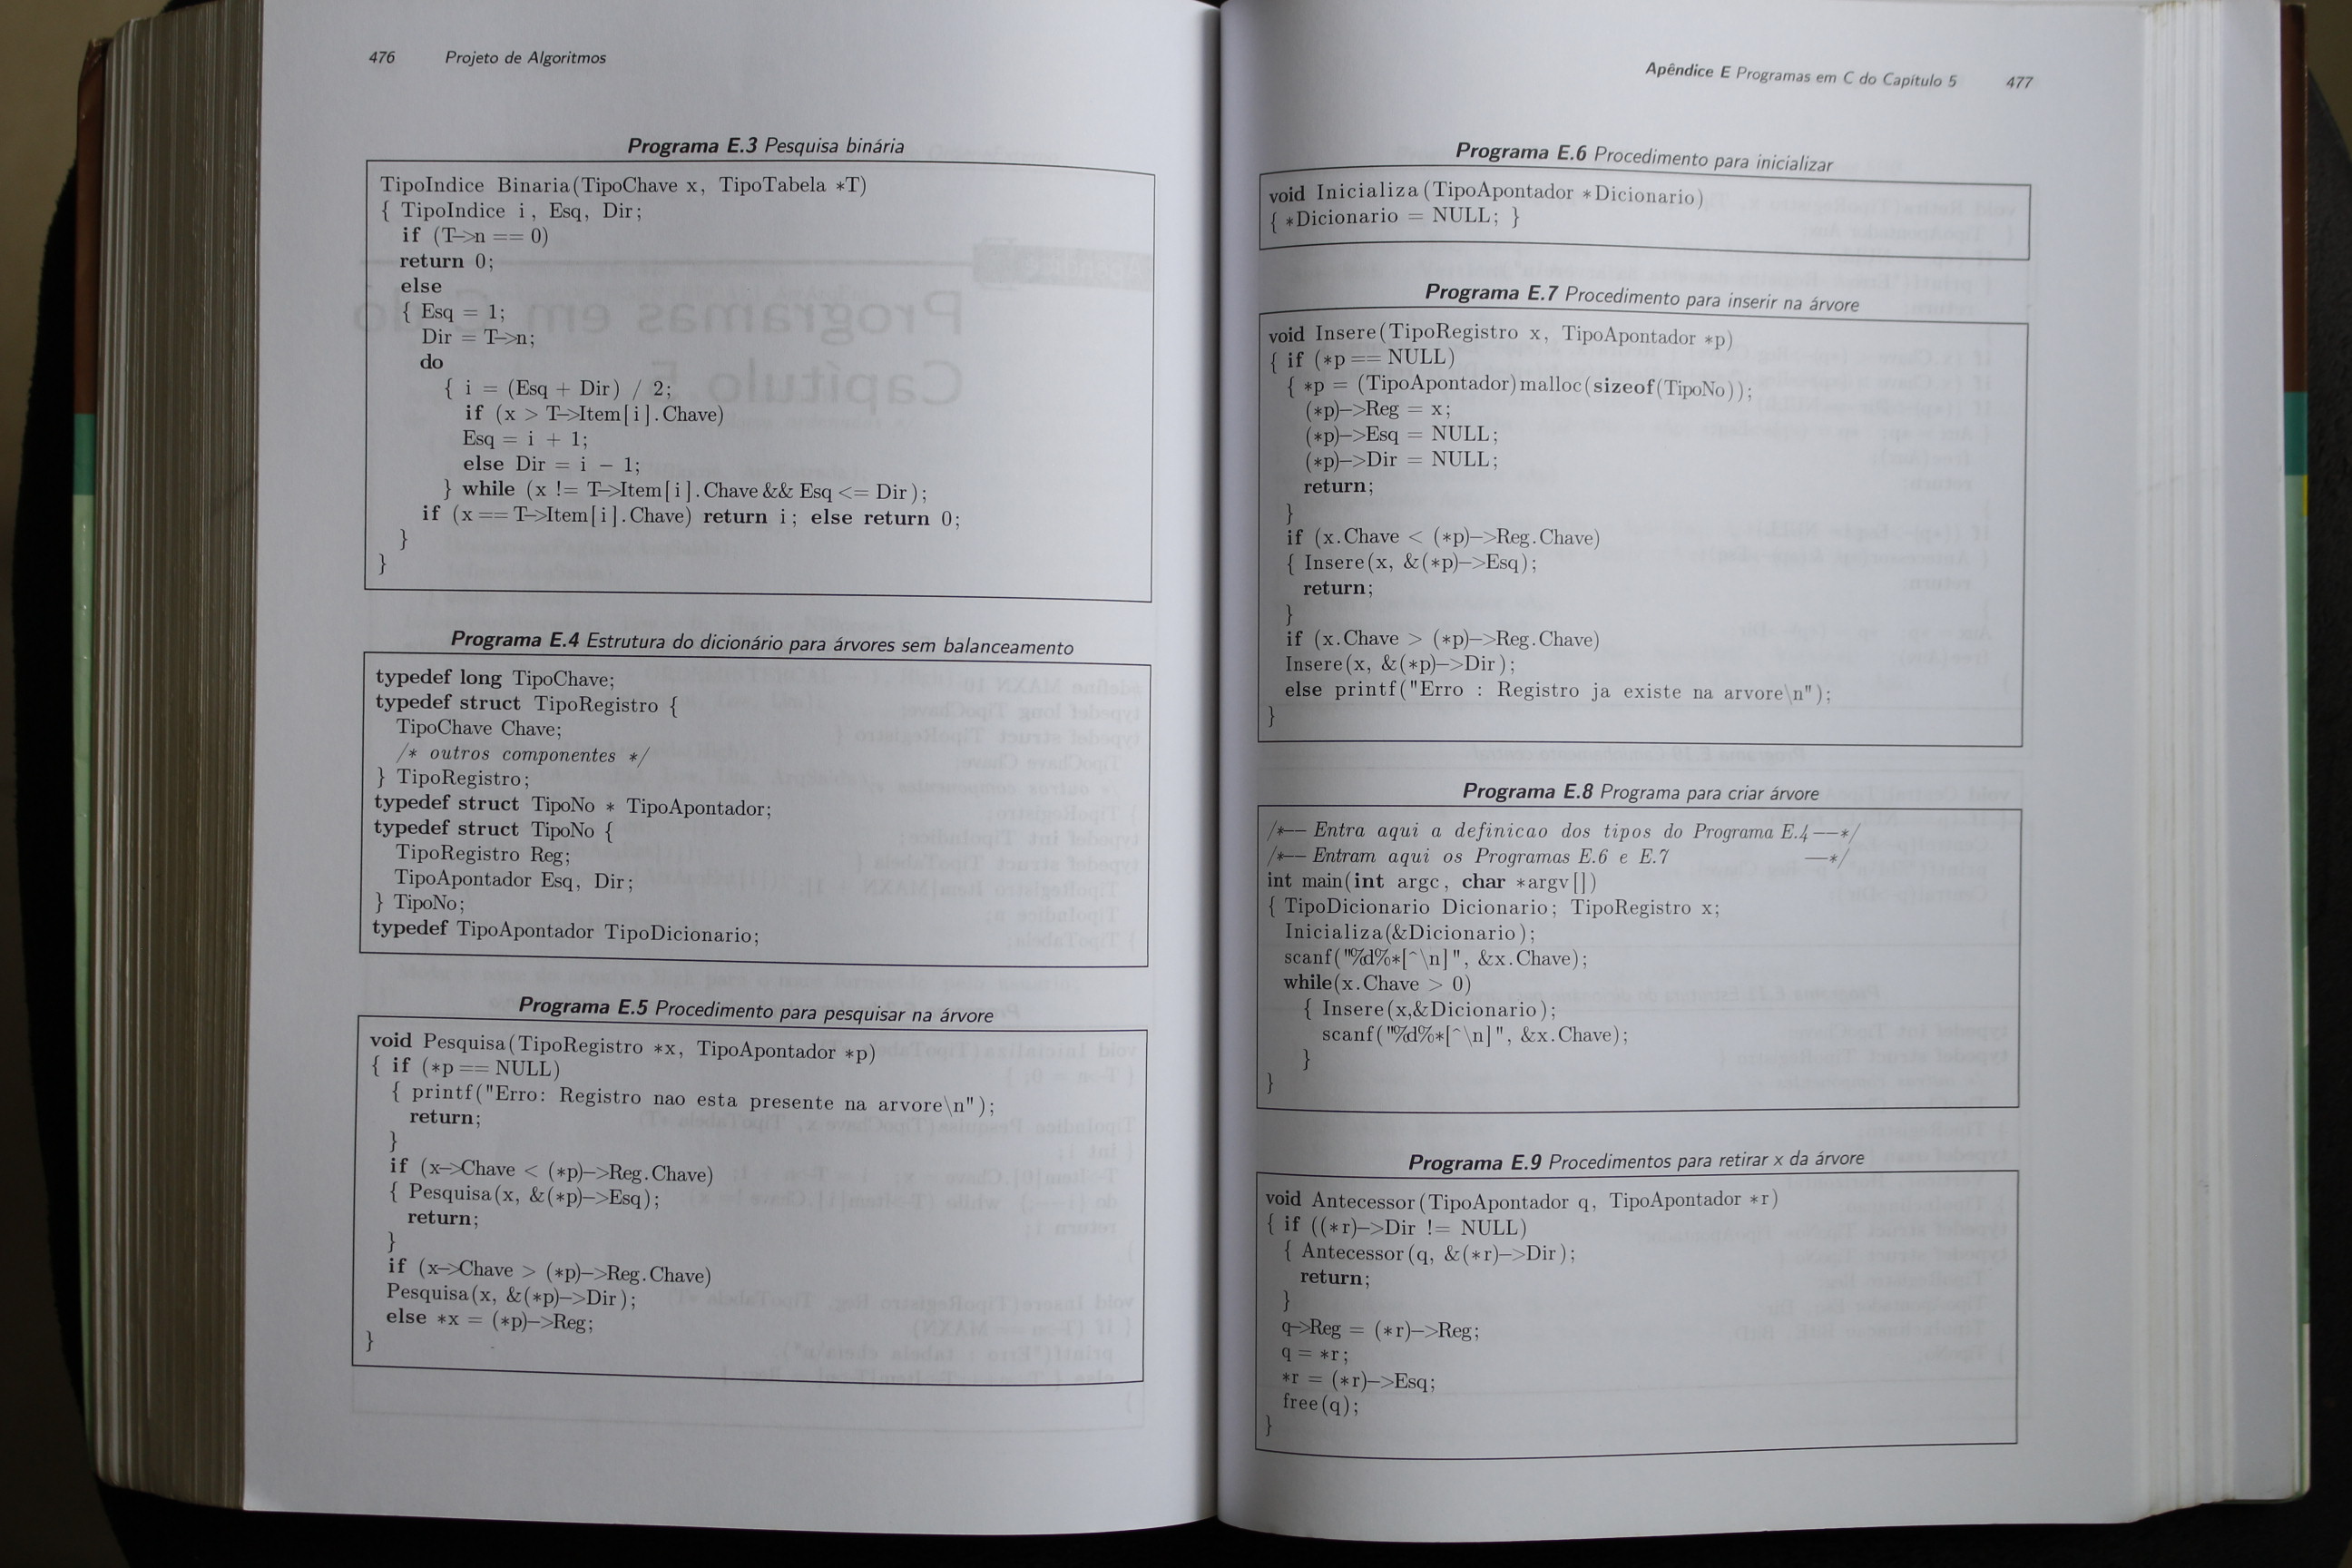 476 Projeto de Algoritmos
Programa E.3 Pesquisa binária
TipoIndice Binaria(TipoChave x, TipoTabela *T)
{ TipoIndice i, Esq, Dir;
if (T->n == 0)
return 0;
else
{ Esq = 1;
Dir = T->n;
do
{ i = (Esq + Dir) / 2;
if (x > T->Item[i].Chave)
Esq = i + 1;
else Dir = i - 1;
} while (x != T->Item[i].Chave && Esq <= Dir);
if (x == T->Item[i].Chave) return i; else return 0;
}
}
Programa E.4 Estrutura do dicionário para árvores sem balanceamento
typedef long TipoChave;
typedef struct TipoRegistro {
TipoChave Chave;
/* outros componentes */
} TipoRegistro;
typedef struct TipoNo * TipoApontador;
typedef struct TipoNo {
TipoRegistro Reg;
TipoApontador Esq, Dir;
} TipoNo;
typedef TipoApontador TipoDicionario;
Programa E.5 Procedimento para pesquisar na árvore
void Pesquisa(TipoRegistro *x, TipoApontador *p)
{ if (*p == NULL)
{ printf("Erro: Registro nao esta presente na arvore\n");
return;
}
if (x->Chave < (*p)->Reg.Chave)
{ Pesquisa(x, &(*p)->Esq);
return;
}
if (x->Chave > (*p)->Reg.Chave)
Pesquisa(x, &(*p)->Dir);
else *x = (*p)->Reg;
}
Apêndice E Programas em C do Capítulo 5 477
Programa E.6 Procedimento para inicializar
void Inicializa(TipoApontador *Dicionario)
{ *Dicionario = NULL; }
Programa E.7 Procedimento para inserir na árvore
void Insere(TipoRegistro x, TipoApontador *p)
{ if (*p == NULL)
{ *p = (TipoApontador)malloc(sizeof(TipoNo));
(*p)->Reg = x;
(*p)->Esq = NULL;
(*p)->Dir = NULL;
return;
}
if (x.Chave < (*p)->Reg.Chave)
{ Insere(x, &(*p)->Esq);
return;
}
if (x.Chave > (*p)->Reg.Chave)
Insere(x, &(*p)->Dir);
else printf("Erro : Registro ja existe na arvore\n");
}
Programa E.8 Programa para criar árvore
/*-- Entra aqui a definicao dos tipos do Programa E.4 --*/
/*-- Entram aqui os Programas E.6 e E.7 --*/
int main(int argc, char *argv[])
{ TipoDicionario Dicionario; TipoRegistro x;
Inicializa(&Dicionario);
scanf("%d%*[^\n]", &x.Chave);
while(x.Chave > 0)
{ Insere(x,&Dicionario);
scanf("%d%*[^\n]", &x.Chave);
}
}
Programa E.9 Procedimentos para retirar x da árvore
void Antecessor(TipoApontador q, TipoApontador *r)
{ if ((*r)->Dir != NULL)
{ Antecessor(q, &(*r)->Dir);
return;
}
q->Reg = (*r)->Reg;
q = *r;
*r = (*r)->Esq;
free(q);
}